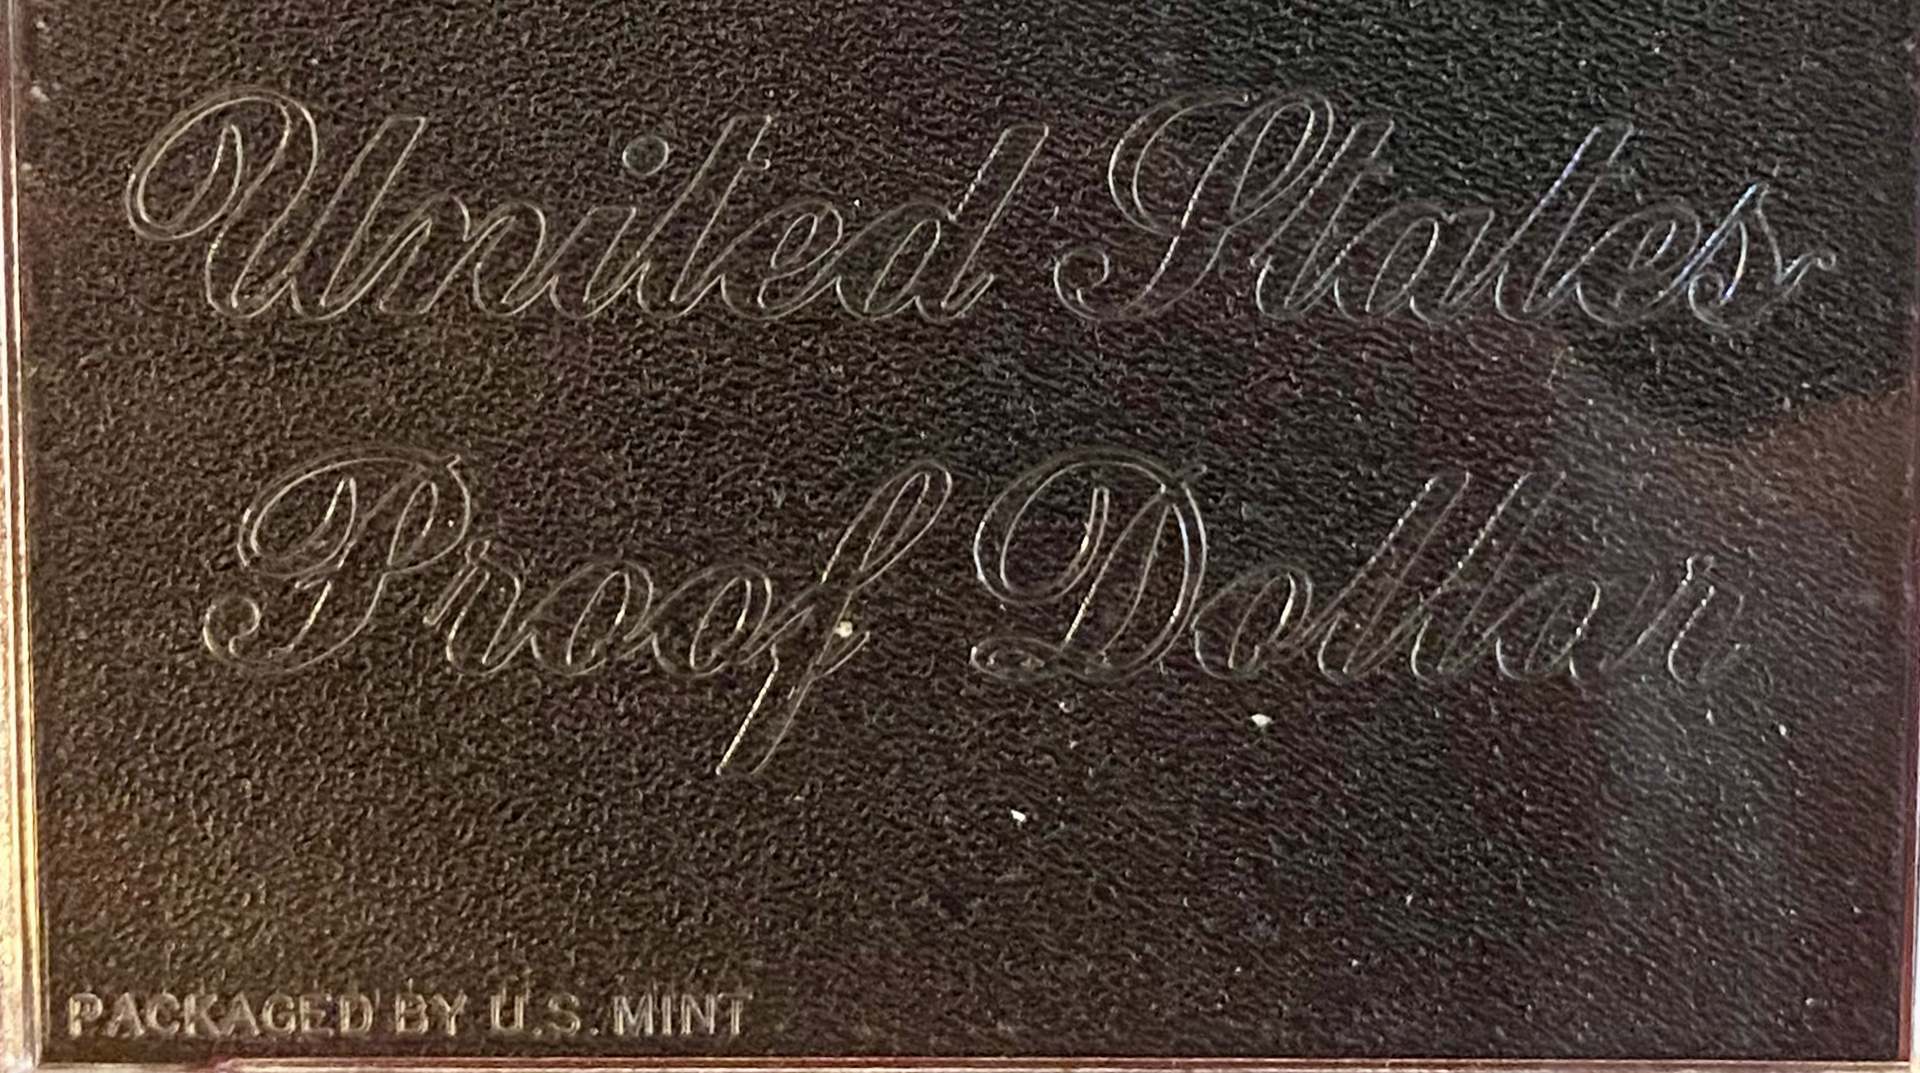 United States
Proof Dollar
PACKAGED BY U.S. MINT